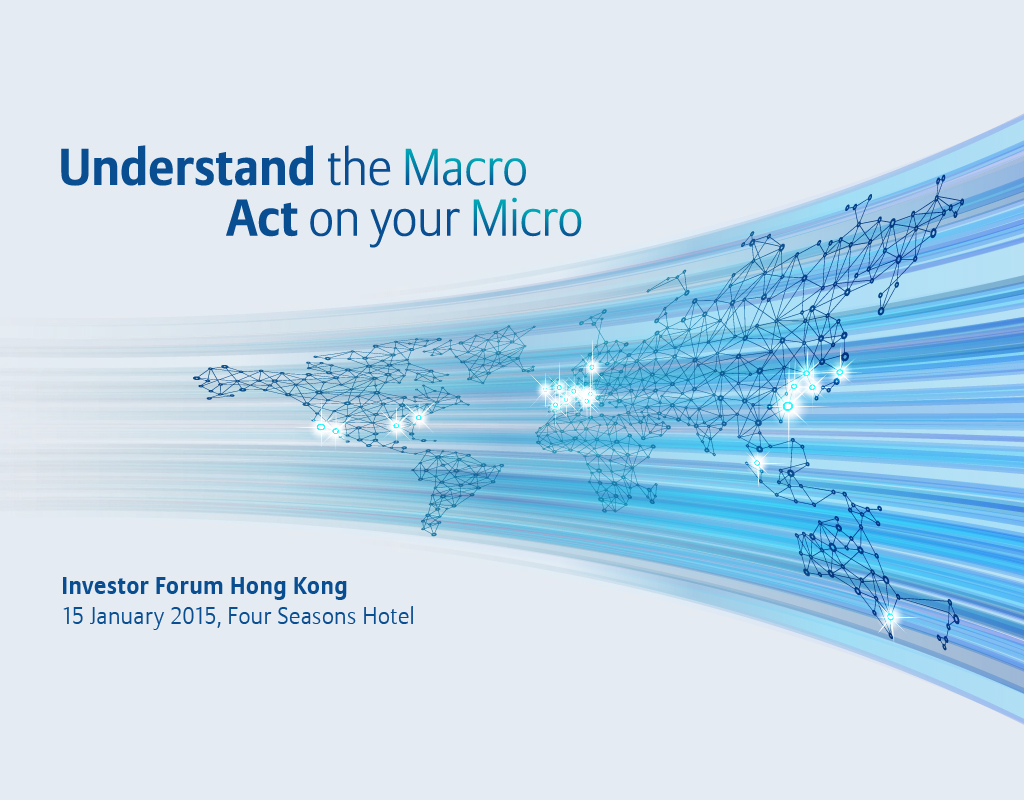 Understand the Macro
Act on your Micro
Investor Forum Hong Kong
15 January 2015, Four Seasons Hotel